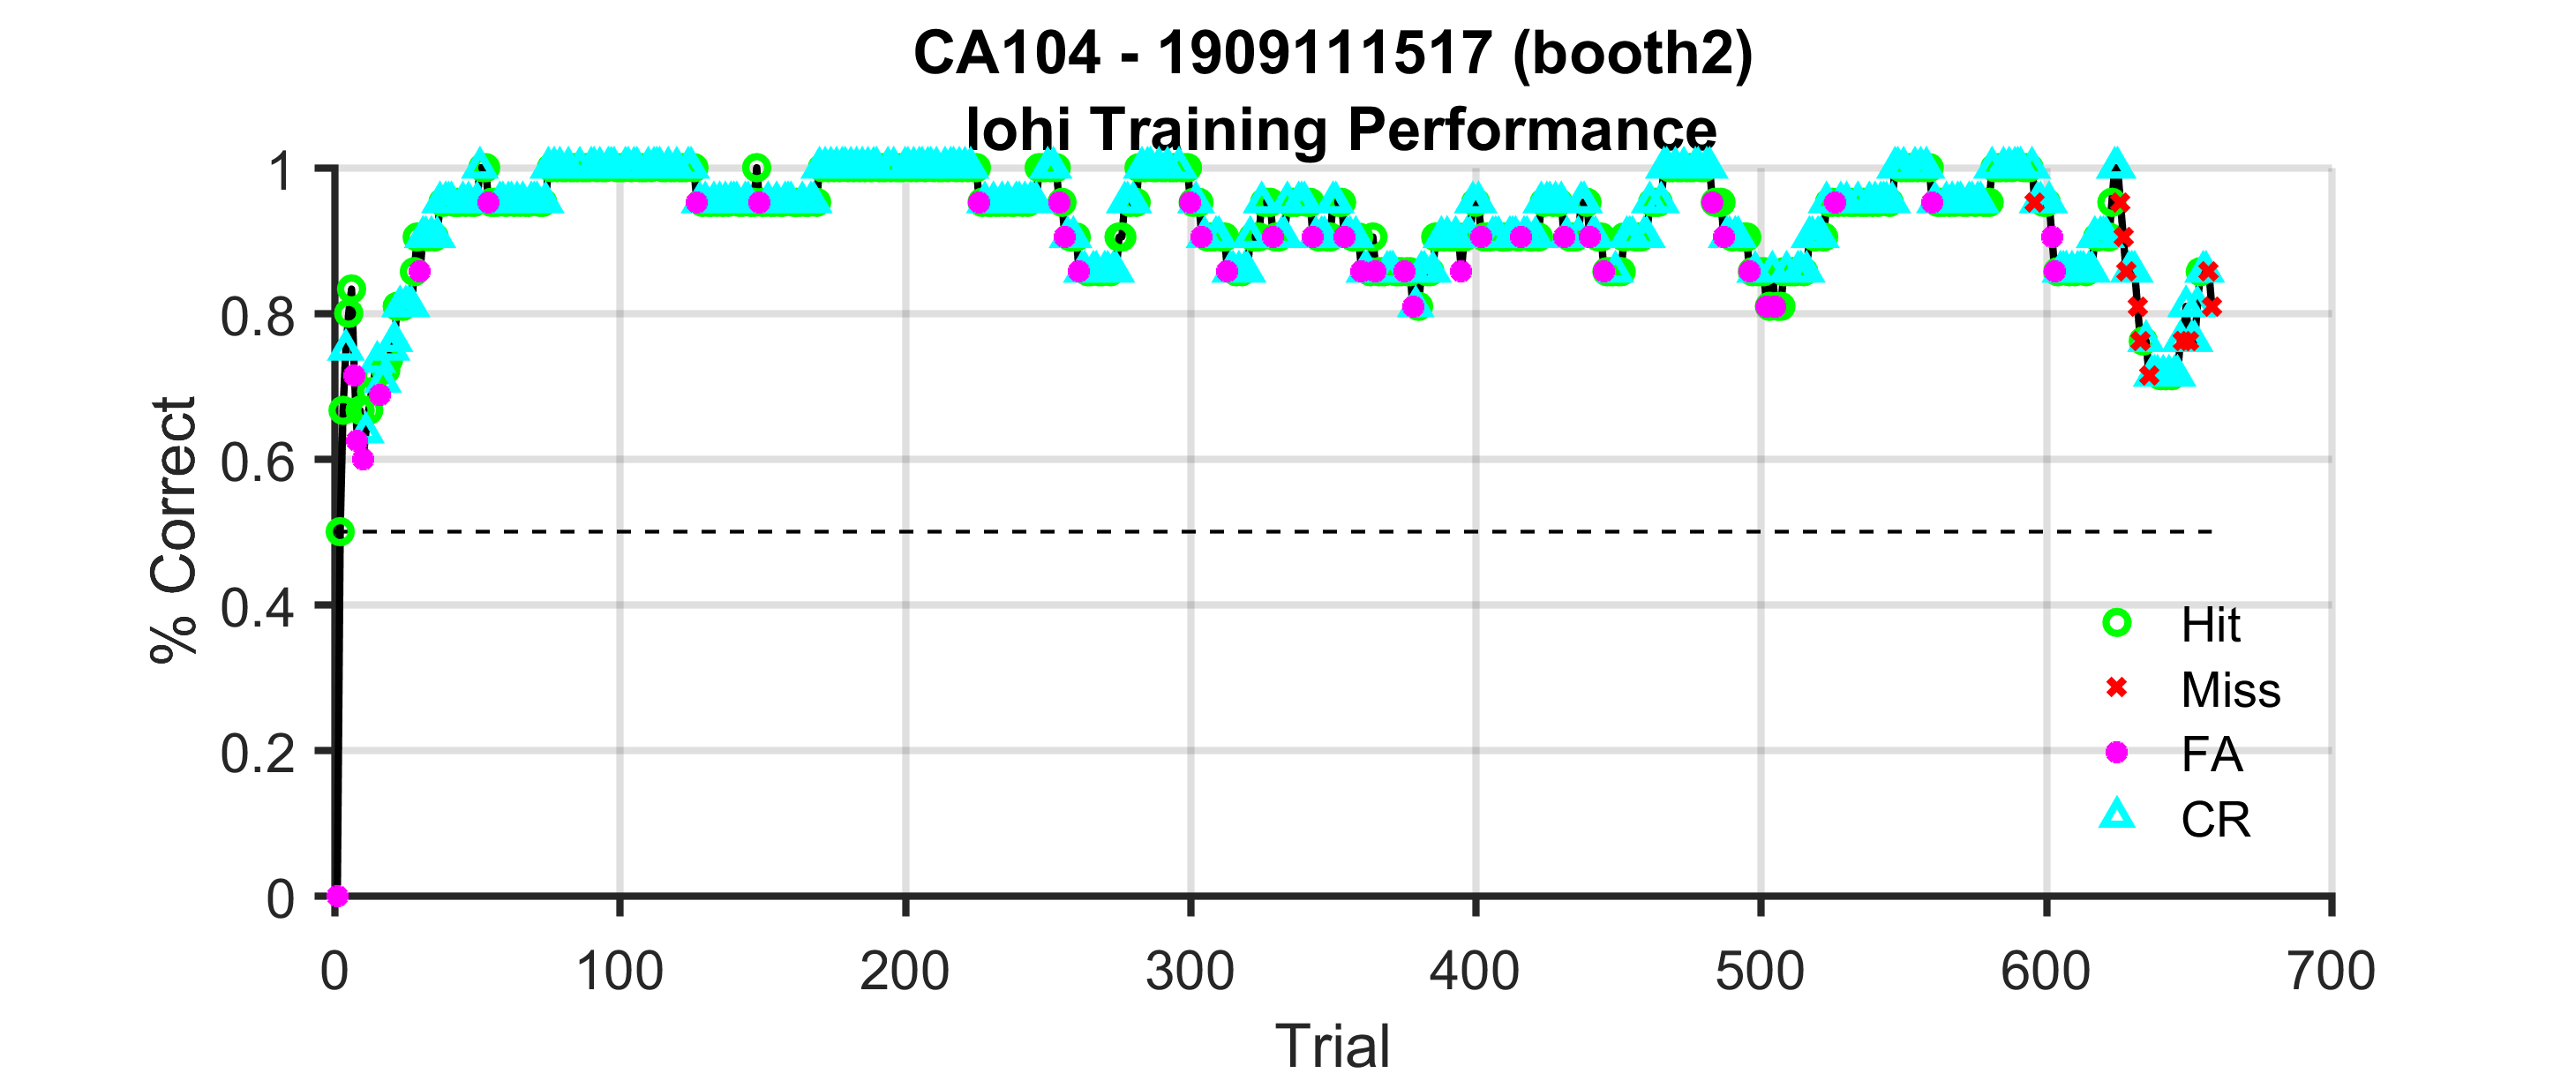 CA104 - 1909111517 (booth2)
lohi Training Performance
1
0.8
0.6
0.4
0.2
0
% Correct
Hit
Miss
FA
CR
0 100 200 300 400 500 600 700
Trial